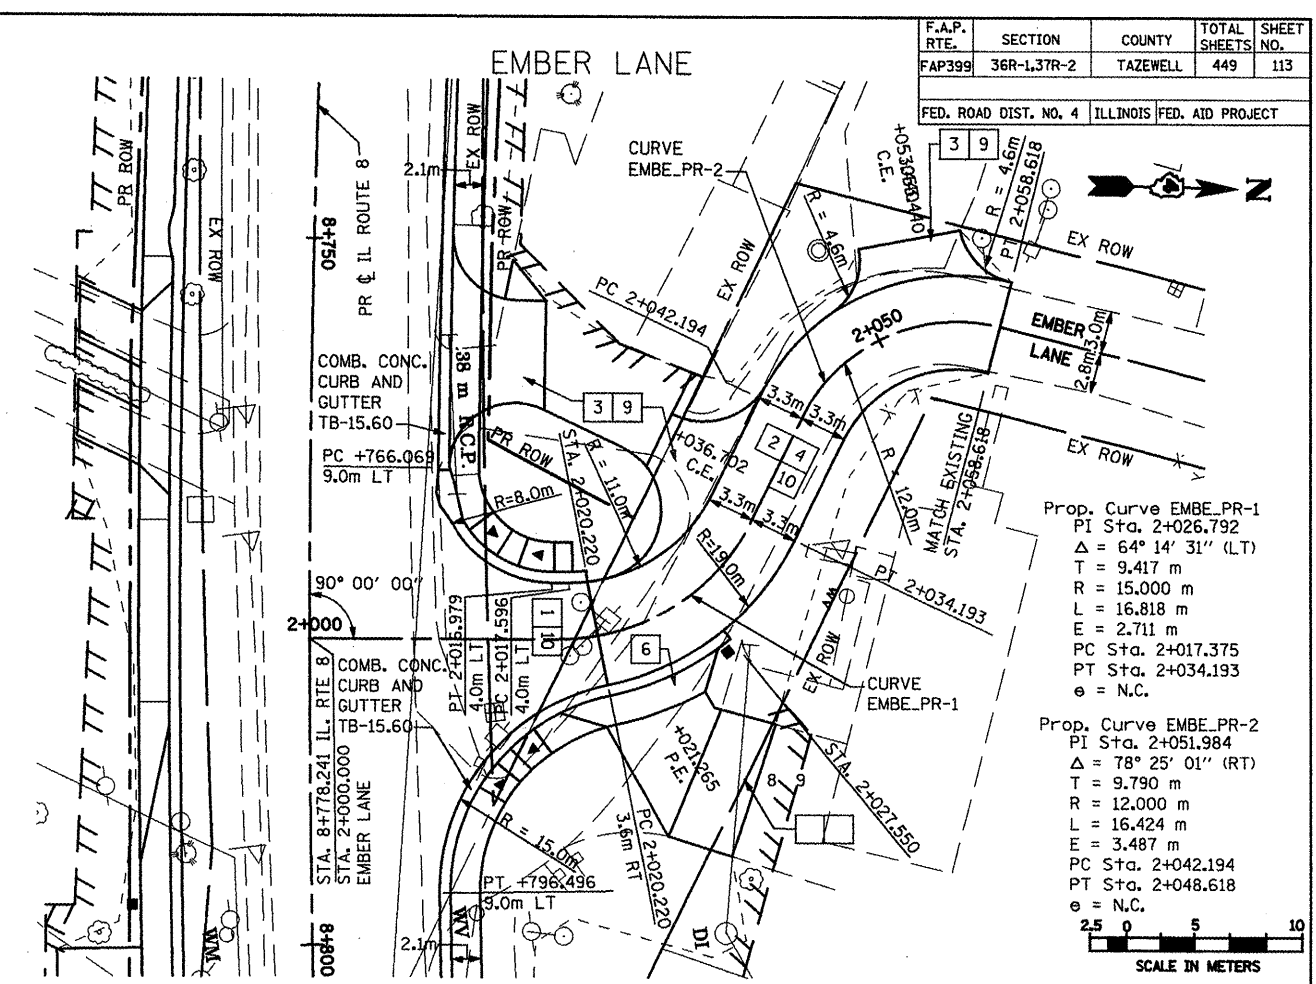 EMBER LANE
F.A.P. RTE. SECTION COUNTY TOTAL SHEETS SHEET NO.
FAP399 36R-1,37R-2 TAZEWELL 449 113
FED. ROAD DIST. NO. 4 ILLINOIS FED. AID PROJECT
CURVE
EMBE_PR-2
3 9
C.E.
R = 4.6m
PT 2+058.618
R = 4.6m
N
EX ROW
2.1m
EX ROW
PR ROW
PR ROW
EX ROW
8+750
PR ℄ IL ROUTE 8
EX ROW
PC 2+042.194
2+050
EMBER
LANE
3.0m
2.8m
EX ROW
COMB. CONC.
CURB AND
GUTTER
TB-15.60
.38 m R.C.P.
3 9
3.3m
3.3m
2 4
10
PC +766.069
9.0m LT
PR ROW
STA. 2+020.220
R = 11.0m
R=8.0m
+036.702
C.E.
3.3m
3.3m
R = 12.0m
MATCH EXISTING
STA. 2+058.618
R=19.0m
PT 2+034.193
90° 00' 00"
2+000
PT 2+016.979
4.0m LT
PC 2+017.596
4.0m LT
1 10
6
EX ROW
WV
CURVE
EMBE_PR-1
COMB. CONC.
CURB AND
GUTTER
TB-15.60
STA. 8+778.241 IL. RTE 8
STA. 2+000.000
EMBER LANE
+021.265
P.E.
8 9
STA. 2+027.550
R = 15.0m
PC 2+020.220
3.6m RT
PT +796.496
9.0m LT
WV
WM
DI
2.1m
8+800
Prop. Curve EMBE_PR-1
PI Sta. 2+026.792
Δ = 64° 14' 31'' (LT)
T = 9.417 m
R = 15.000 m
L = 16.818 m
E = 2.711 m
PC Sta. 2+017.375
PT Sta. 2+034.193
e = N.C.
Prop. Curve EMBE_PR-2
PI Sta. 2+051.984
Δ = 78° 25' 01'' (RT)
T = 9.790 m
R = 12.000 m
L = 16.424 m
E = 3.487 m
PC Sta. 2+042.194
PT Sta. 2+048.618
e = N.C.
2.5 0 5 10
SCALE IN METERS